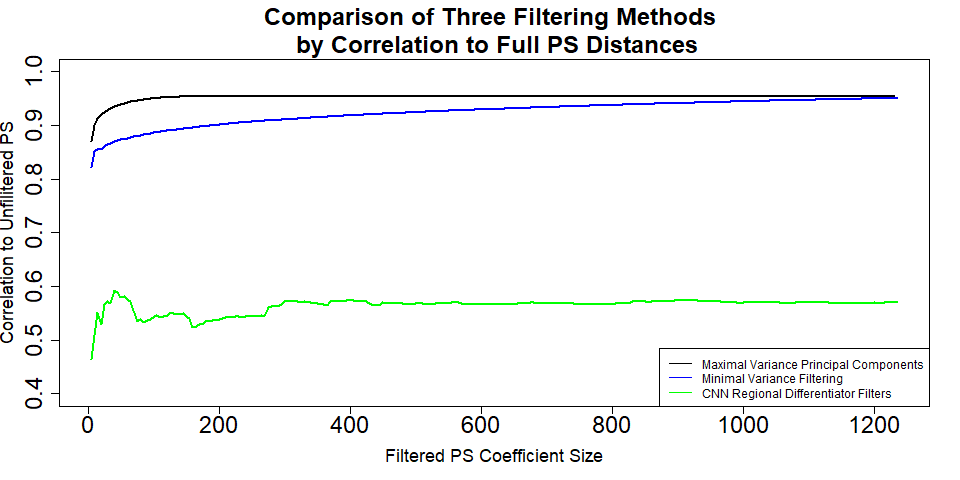 Comparison of Three Filtering Methods
by Correlation to Full PS Distances
Correlation to Unfilitered PS
1.0
0.9
0.8
0.7
0.6
0.5
0.4
0 200 400 600 800 1000 1200
Filtered PS Coefficient Size
Maximal Variance Principal Components
Minimal Variance Filtering
CNN Regional Differentiator Filters